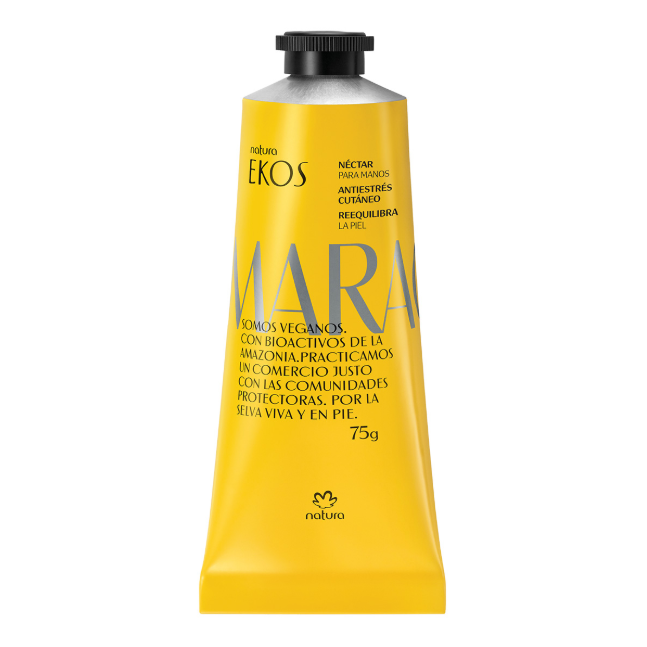 natura
EKOS
NÉCTAR
PARA MANOS
ANTIESTRÉS
CUTÁNEO
REEQUILIBRA
LA PIEL
MARAC
SOMOS VEGANOS.
CON BIOACTIVOS DE LA
AMAZONIA.PRACTICAMOS
UN COMERCIO JUSTO
CON LAS COMUNIDADES
PROTECTORAS. POR LA
SELVA VIVA Y EN PIE.
75g
natura